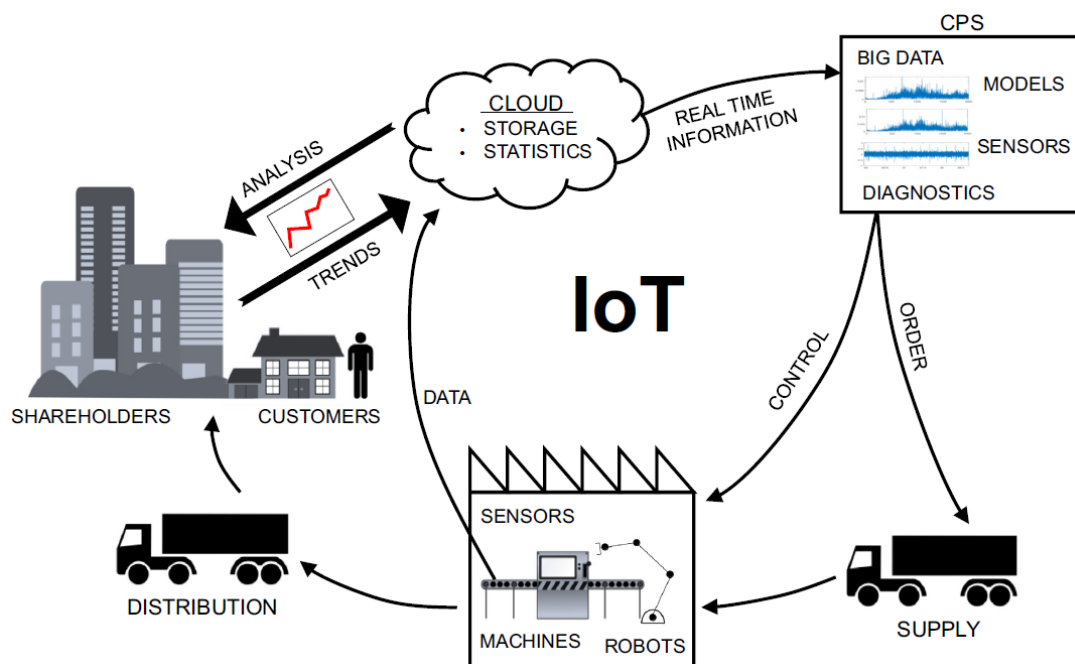 CPS
BIG DATA
MODELS
SENSORS
DIAGNOSTICS
CLOUD
• STORAGE
• STATISTICS
REAL TIME
INFORMATION
ANALYSIS
TRENDS
IoT
ORDER
CONTROL
DATA
SHAREHOLDERS
CUSTOMERS
SENSORS
MACHINES
ROBOTS
DISTRIBUTION
SUPPLY